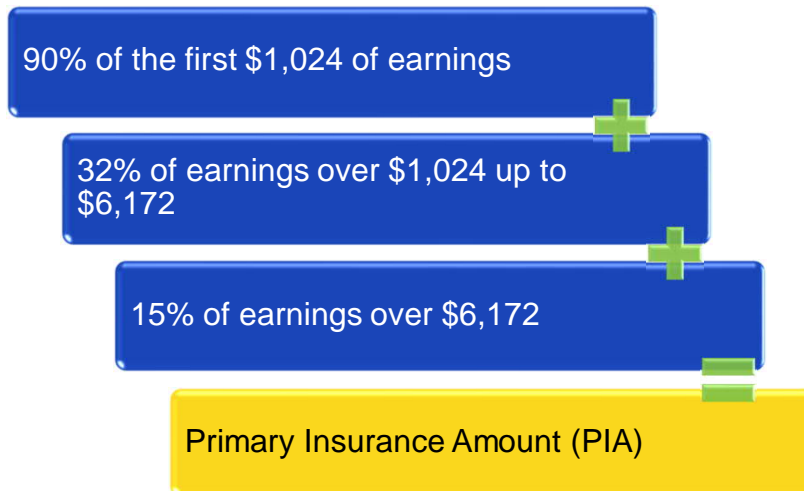 90% of the first $1,024 of earnings
32% of earnings over $1,024 up to
$6,172
15% of earnings over $6,172
Primary Insurance Amount (PIA)